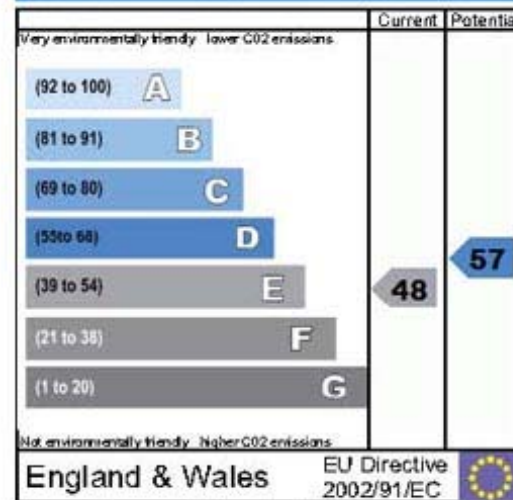 Current Potentia
Very environmentally friendly lower CO2 emissions
(92 to 100) A
(81 to 91) B
(69 to 80) C
(55to 68) D
57
(39 to 54) E
48
(21 to 38) F
(1 to 20) G
Not environmentally friendly higher CO2 emissions
England & Wales
EU Directive
2002/91/EC